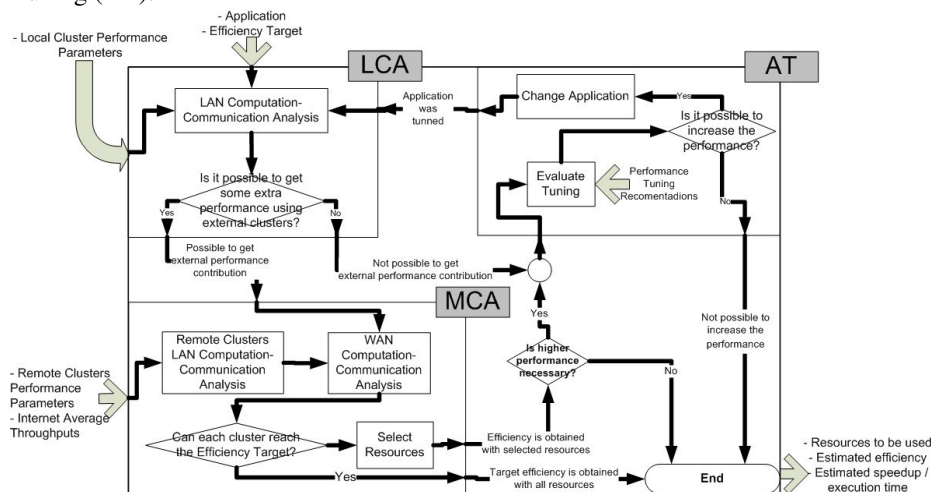 - Application
- Efficiency Target
- Local Cluster Performance
Parameters
LCA
AT
LAN Computation-
Communication Analysis
Application
was
tunned
Change Application
Yes
Is it possible to
increase the
performance?
Evaluate
Tuning
Performance
Tuning
Recomentadions
No
Is it possible to get
some extra
performance using
external clusters?
Yes
No
Possible to get
external performance
contribution
Not possible to get
external performance contribution
MCA
Yes
Not possible to
increase the
performance
Remote Clusters
LAN Computation-
Communication
Analysis
WAN
Computation-
Communication
Analysis
Is higher
performance
necessary?
No
- Remote Clusters
Performance
Parameters
- Internet Average
Throughputs
Can each cluster reach
the Efficiency Target?
Select
Resources
Efficiency is obtained
with selected resources
Yes
Target efficiency is obtained
with all resources
End
- Resources to be used
- Estimated efficiency
- Estimated speedup /
execution time